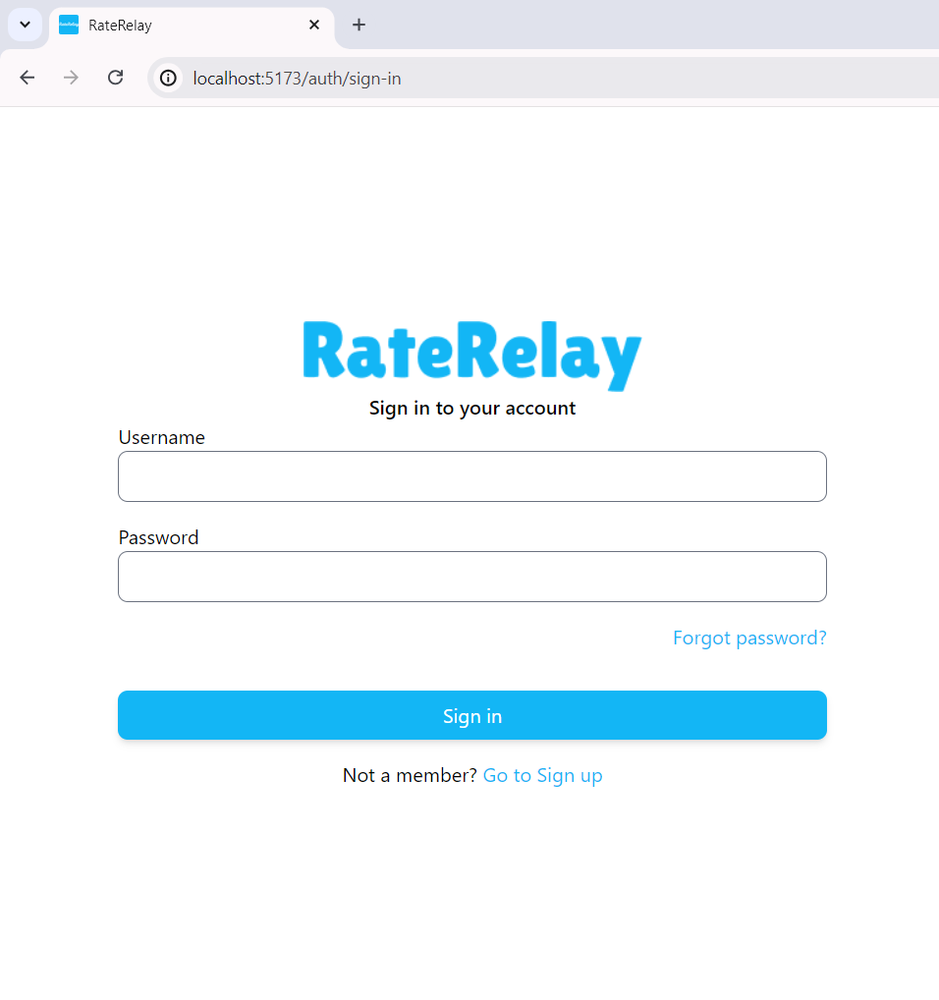 RateRelay
localhost:5173/auth/sign-in
RateRelay
Sign in to your account
Username
Password
Forgot password?
Sign in
Not a member? Go to Sign up